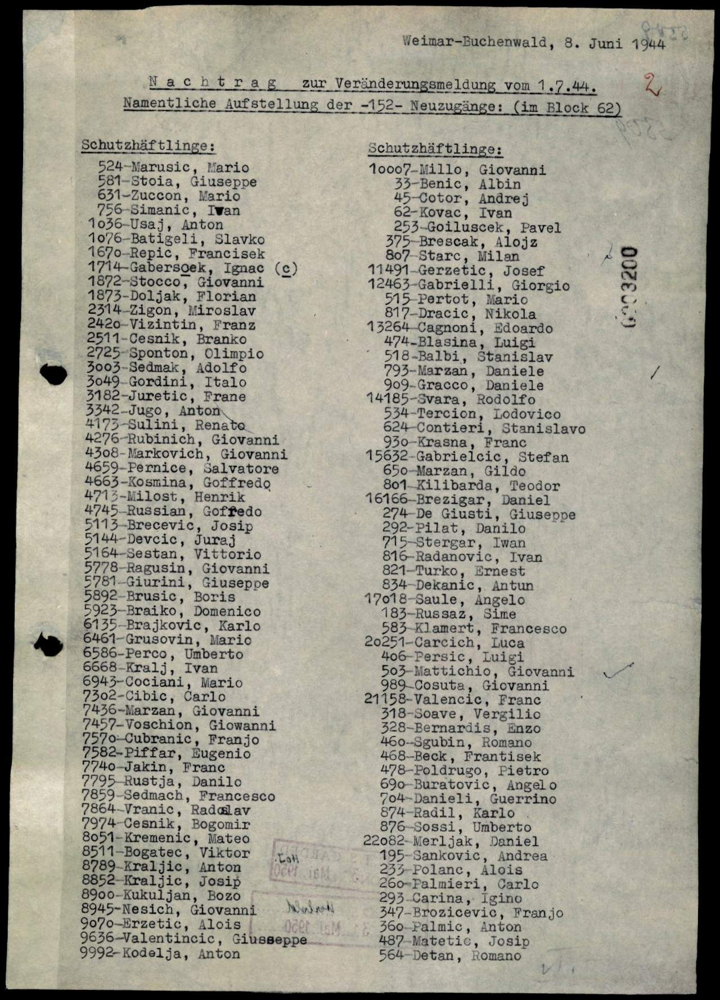 Weimar-Buchenwald, 8. Juni 1944
N a c h t r a g zur Veränderungsmeldung vom 1.7.44.
2
Namentliche Aufstellung der -152- Neuzugänge: (im Block 62)
Schutzhäftlinge:
524-Marusic, Mario
581-Stoia, Giuseppe
631-Zuccon, Mario
756-Simanic, Ivan
1o36-Usaj, Anton
1o76-Batigeli, Slavko
167o-Repic, Francisek
1714-Gabersoek, Ignac (c)
1872-Stocco, Giovanni
1873-Doljak, Florian
2314-Zigon, Miroslav
242o-Vizintin, Franz
2511-Cesnik, Branko
2725-Sponton, Olimpio
3oo3-Sedmak, Adolfo
3o49-Gordini, Italo
3182-Juretic, Frane
3342-Jugo, Anton
4173-Sulini, Renato
4276-Rubinich, Giovanni
43o8-Markovich, Giovanni
4659-Pernice, Salvatore
4663-Kosmina, Goffredo
4713-Milost, Henrik
4745-Russian, Gofredo
5113-Brecevic, Josip
5144-Devcic, Juraj
5164-Sestan, Vittorio
5778-Ragusin, Giovanni
5781-Giurini, Giuseppe
5892-Brusic, Boris
5923-Braiko, Domenico
6135-Brajkovic, Karlo
6461-Grusovin, Mario
6586-Perco, Umberto
6668-Kralj, Ivan
6943-Cociani, Mario
73o2-Cibic, Carlo
7436-Marzan, Giovanni
7457-Voschion, Giowanni
757o-Cubranic, Franjo
7582-Piffar, Eugenio
774o-Jakin, Franc
7795-Rustja, Danilo
7859-Sedmach, Francesco
7864-Vranic, Radoslav
7974-Cesnik, Bogomir
8o51-Kremenic, Mateo
8511-Bogatec, Viktor
8789-Kraljic, Anton
8852-Kraljic, Josip
89oo-Kukuljan, Bozo
8945-Nesich, Giovanni
9o7o-Erzetic, Alois
9636-Valentincic, Giusseppe
9992-Kodelja, Anton
Schutzhäftlinge:
1ooo7-Millo, Giovanni
33-Benic, Albin
45-Cotor, Andrej
62-Kovac, Ivan
253-Goiluscek, Pavel
375-Brescak, Alojz
8o7-Starc, Milan
11491-Gerzetic, Josef
12463-Gabrielli, Giorgio
515-Pertot, Mario
817-Dracic, Nikola
13264-Cagnoni, Edoardo
474-Blasina, Luigi
518-Balbi, Stanislav
793-Marzan, Daniele
9o9-Gracco, Daniele
14185-Svara, Rodolfo
534-Tercion, Lodovico
624-Contieri, Stanislavo
93o-Krasna, Franc
15632-Gabrielcic, Stefan
65o-Marzan, Gildo
8o1-Kilibarda, Teodor
16166-Brezigar, Daniel
274-De Giusti, Giuseppe
292-Pilat, Danilo
715-Stergar, Iwan
816-Radanovic, Ivan
821-Turko, Ernest
834-Dekanic, Antun
17o18-Saule, Angelo
183-Russaz, Sime
583-Klamert, Francesco
2o251-Carcich, Luca
4o6-Persic, Luigi
5o3-Mattichio, Giovanni
989-Cosuta, Giovanni
21158-Valencic, Franc
318-Soave, Vergilio
328-Bernardis, Enzo
46o-Sgubin, Romano
468-Beck, Frantisek
478-Poldrugo, Pietro
69o-Buratovic, Angelo
7o4-Danieli, Guerrino
874-Radil, Karlo
876-Sossi, Umberto
22o82-Merljak, Daniel
195-Sankovic, Andrea
233-Polanc, Alois
26o-Palmieri, Carlo
293-Carina, Igino
347-Brozicevic, Franjo
36o-Palmic, Anton
487-Matetic, Josip
564-Detan, Romano